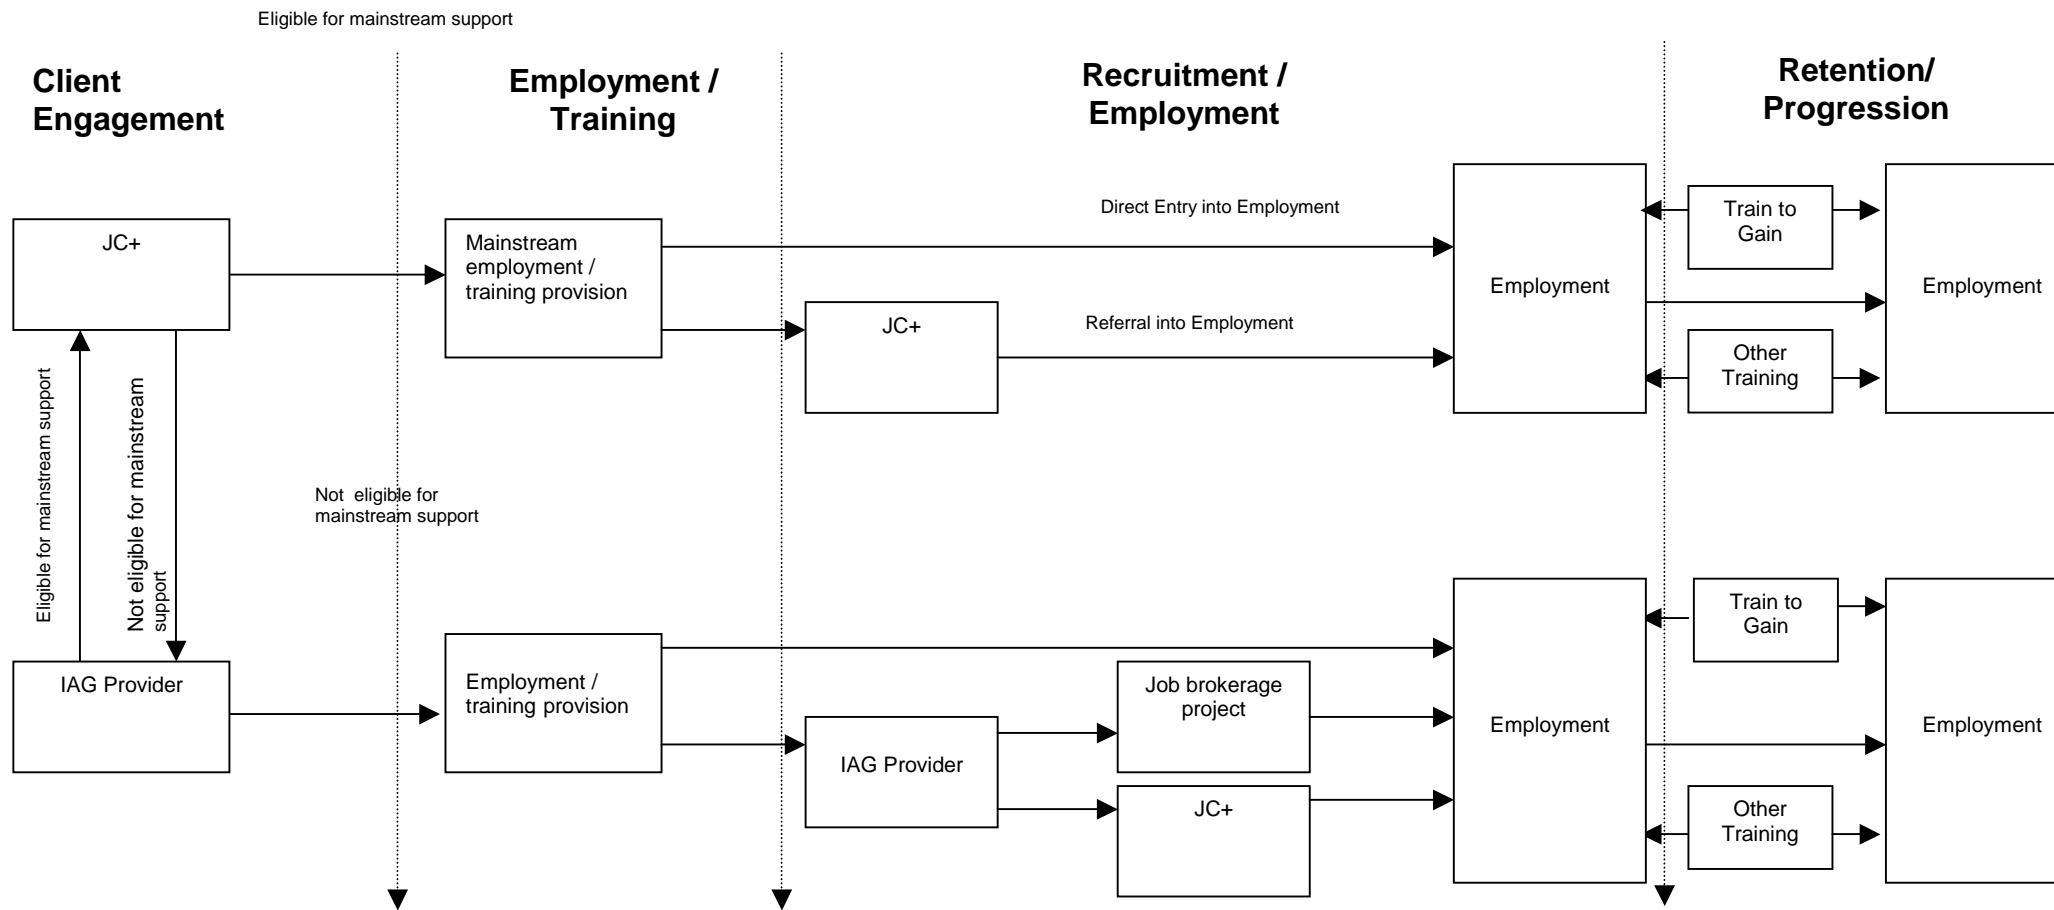 Eligible for mainstream support
Client
Engagement
Employment /
Training
Recruitment /
Employment
Retention/
Progression
JC+
Mainstream
employment /
training provision
Direct Entry into Employment
JC+
Referral into Employment
Employment
Train to
Gain
Other
Training
Employment
Eligible for mainstream support
Not eligible for mainstream
support
Not  eligible for
mainstream support
IAG Provider
Employment /
training provision
IAG Provider
Job brokerage
project
JC+
Employment
Train to
Gain
Other
Training
Employment